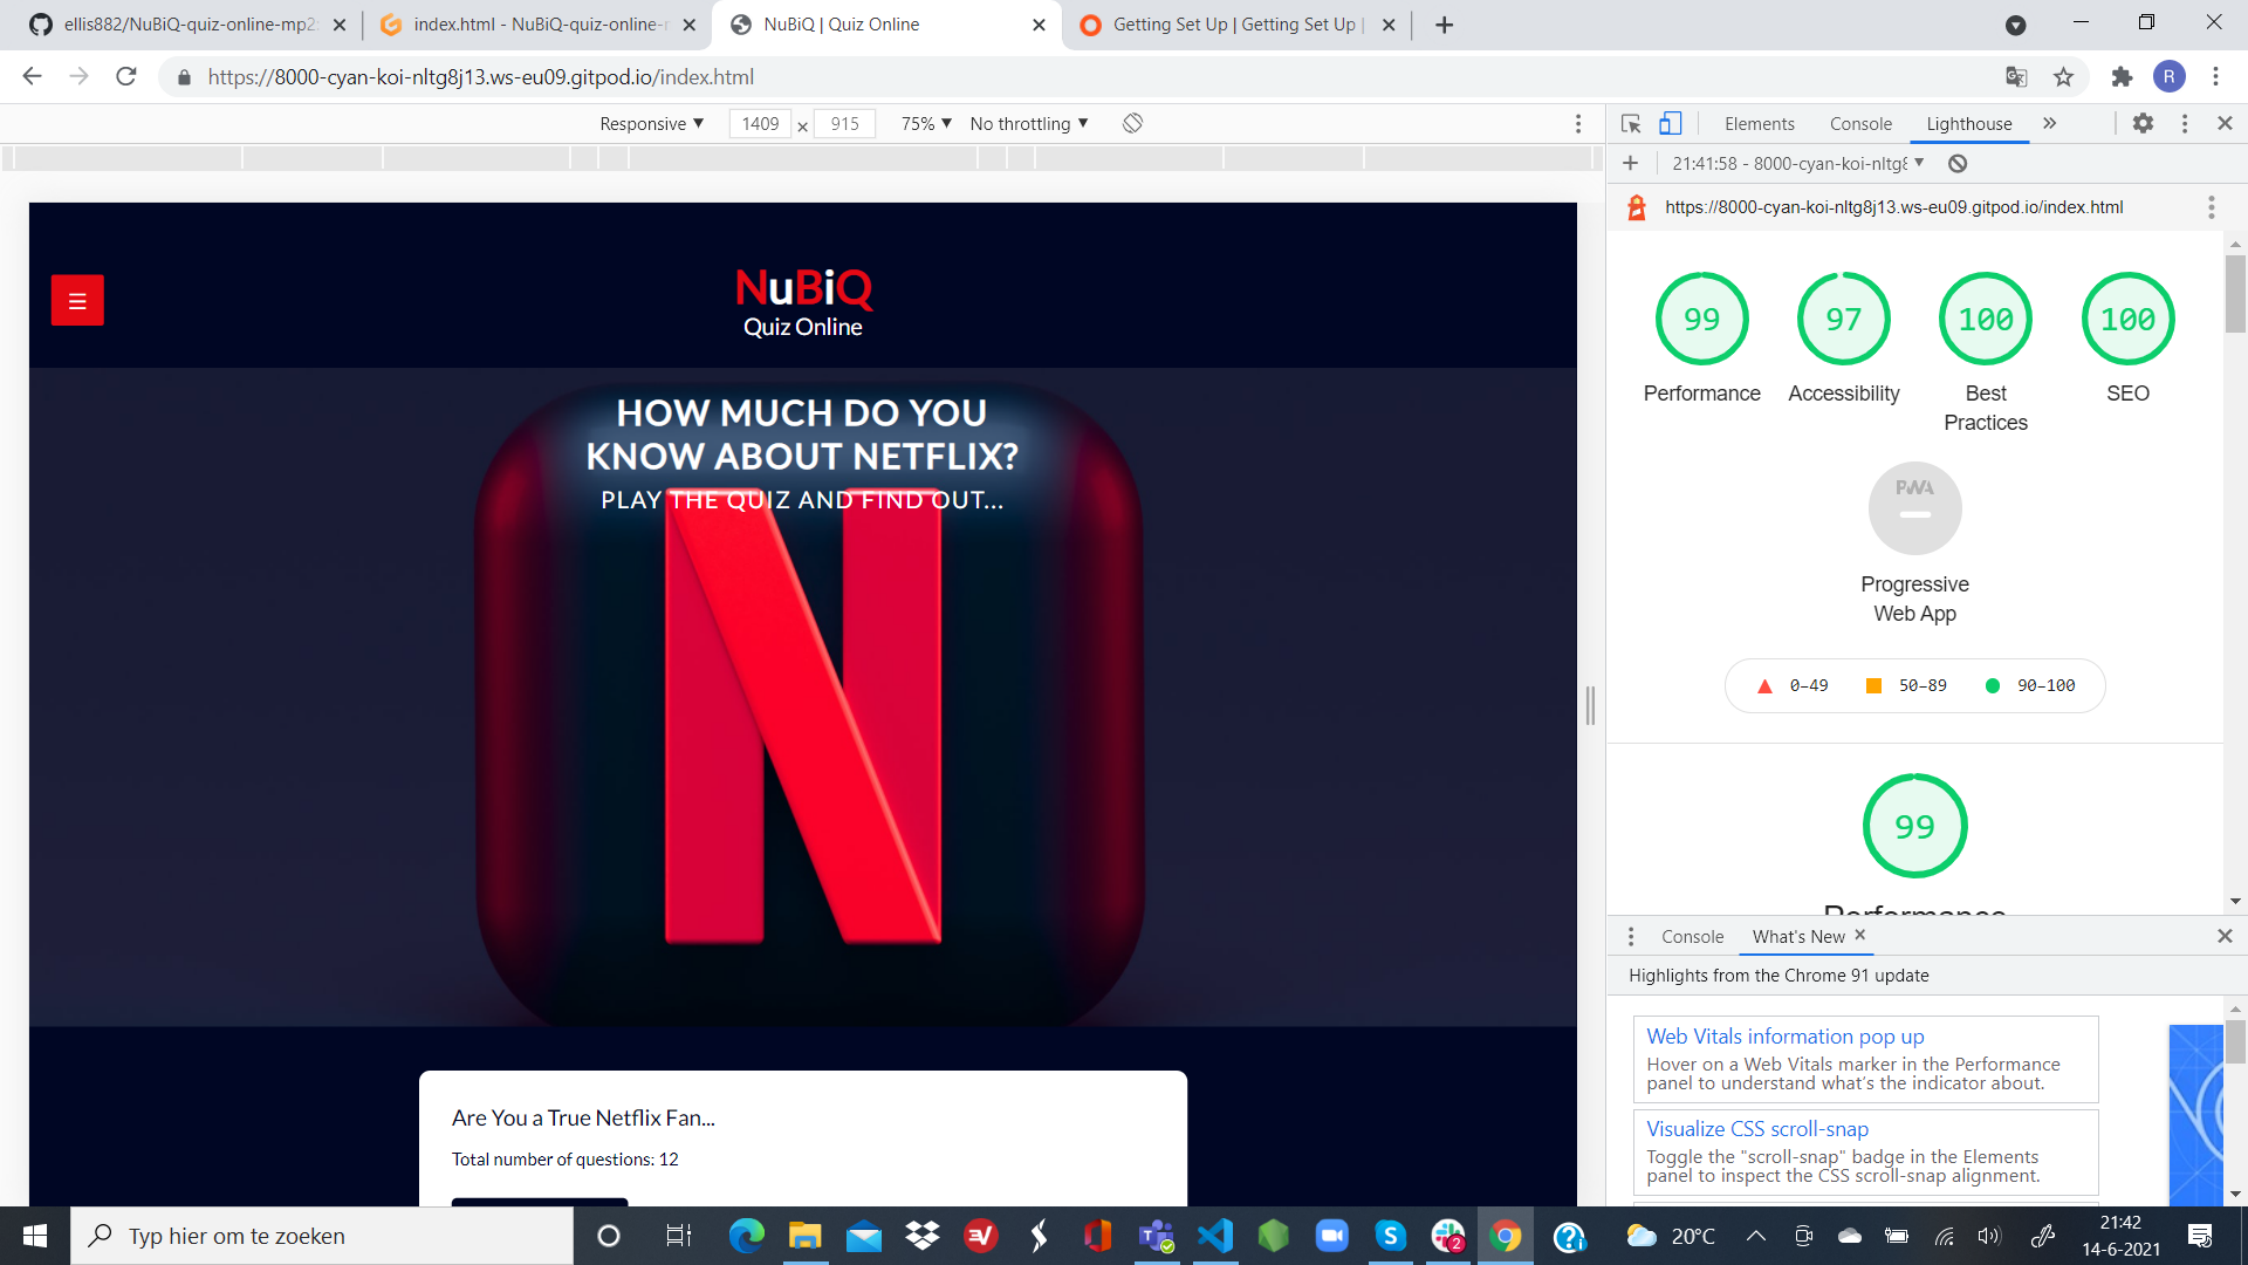 ellis882/NuBiQ-quiz-online-mp2
index.html - NuBiQ-quiz-online-m
NuBiQ | Quiz Online
Getting Set Up | Getting Set Up |
https://8000-cyan-koi-nltg8j13.ws-eu09.gitpod.io/index.html
R
Responsive ▼
1409 x 915
75% ▼
No throttling ▼
Elements
Console
Lighthouse
21:41:58 - 8000-cyan-koi-nltg8
https://8000-cyan-koi-nltg8j13.ws-eu09.gitpod.io/index.html
NuBiQ
Quiz Online
HOW MUCH DO YOU
KNOW ABOUT NETFLIX?
PLAY THE QUIZ AND FIND OUT...
Are You a True Netflix Fan...
Total number of questions: 12
99
97
100
100
Performance
Accessibility
Best
Practices
SEO
PWA
Progressive
Web App
0–49
50–89
90–100
99
Performance
Console
What's New
Highlights from the Chrome 91 update
Web Vitals information pop up
Hover on a Web Vitals marker in the Performance
panel to understand what's the indicator about.
Visualize CSS scroll-snap
Toggle the "scroll-snap" badge in the Elements
panel to inspect the CSS scroll-snap alignment.
Typ hier om te zoeken
2
20°C
21:42
14-6-2021